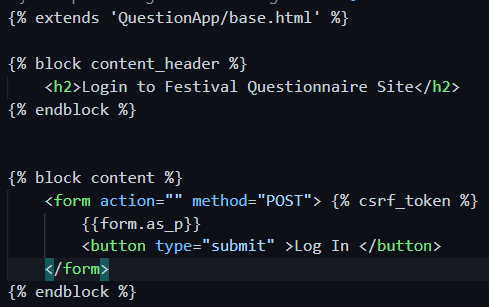 {% extends 'QuestionApp/base.html' %}
{% block content_header %}
<h2>Login to Festival Questionnaire Site</h2>
{% endblock %}
{% block content %}
<form action="" method="POST"> {% csrf_token %}
{{form.as_p}}
<button type="submit" >Log In </button>
</form>
{% endblock %}